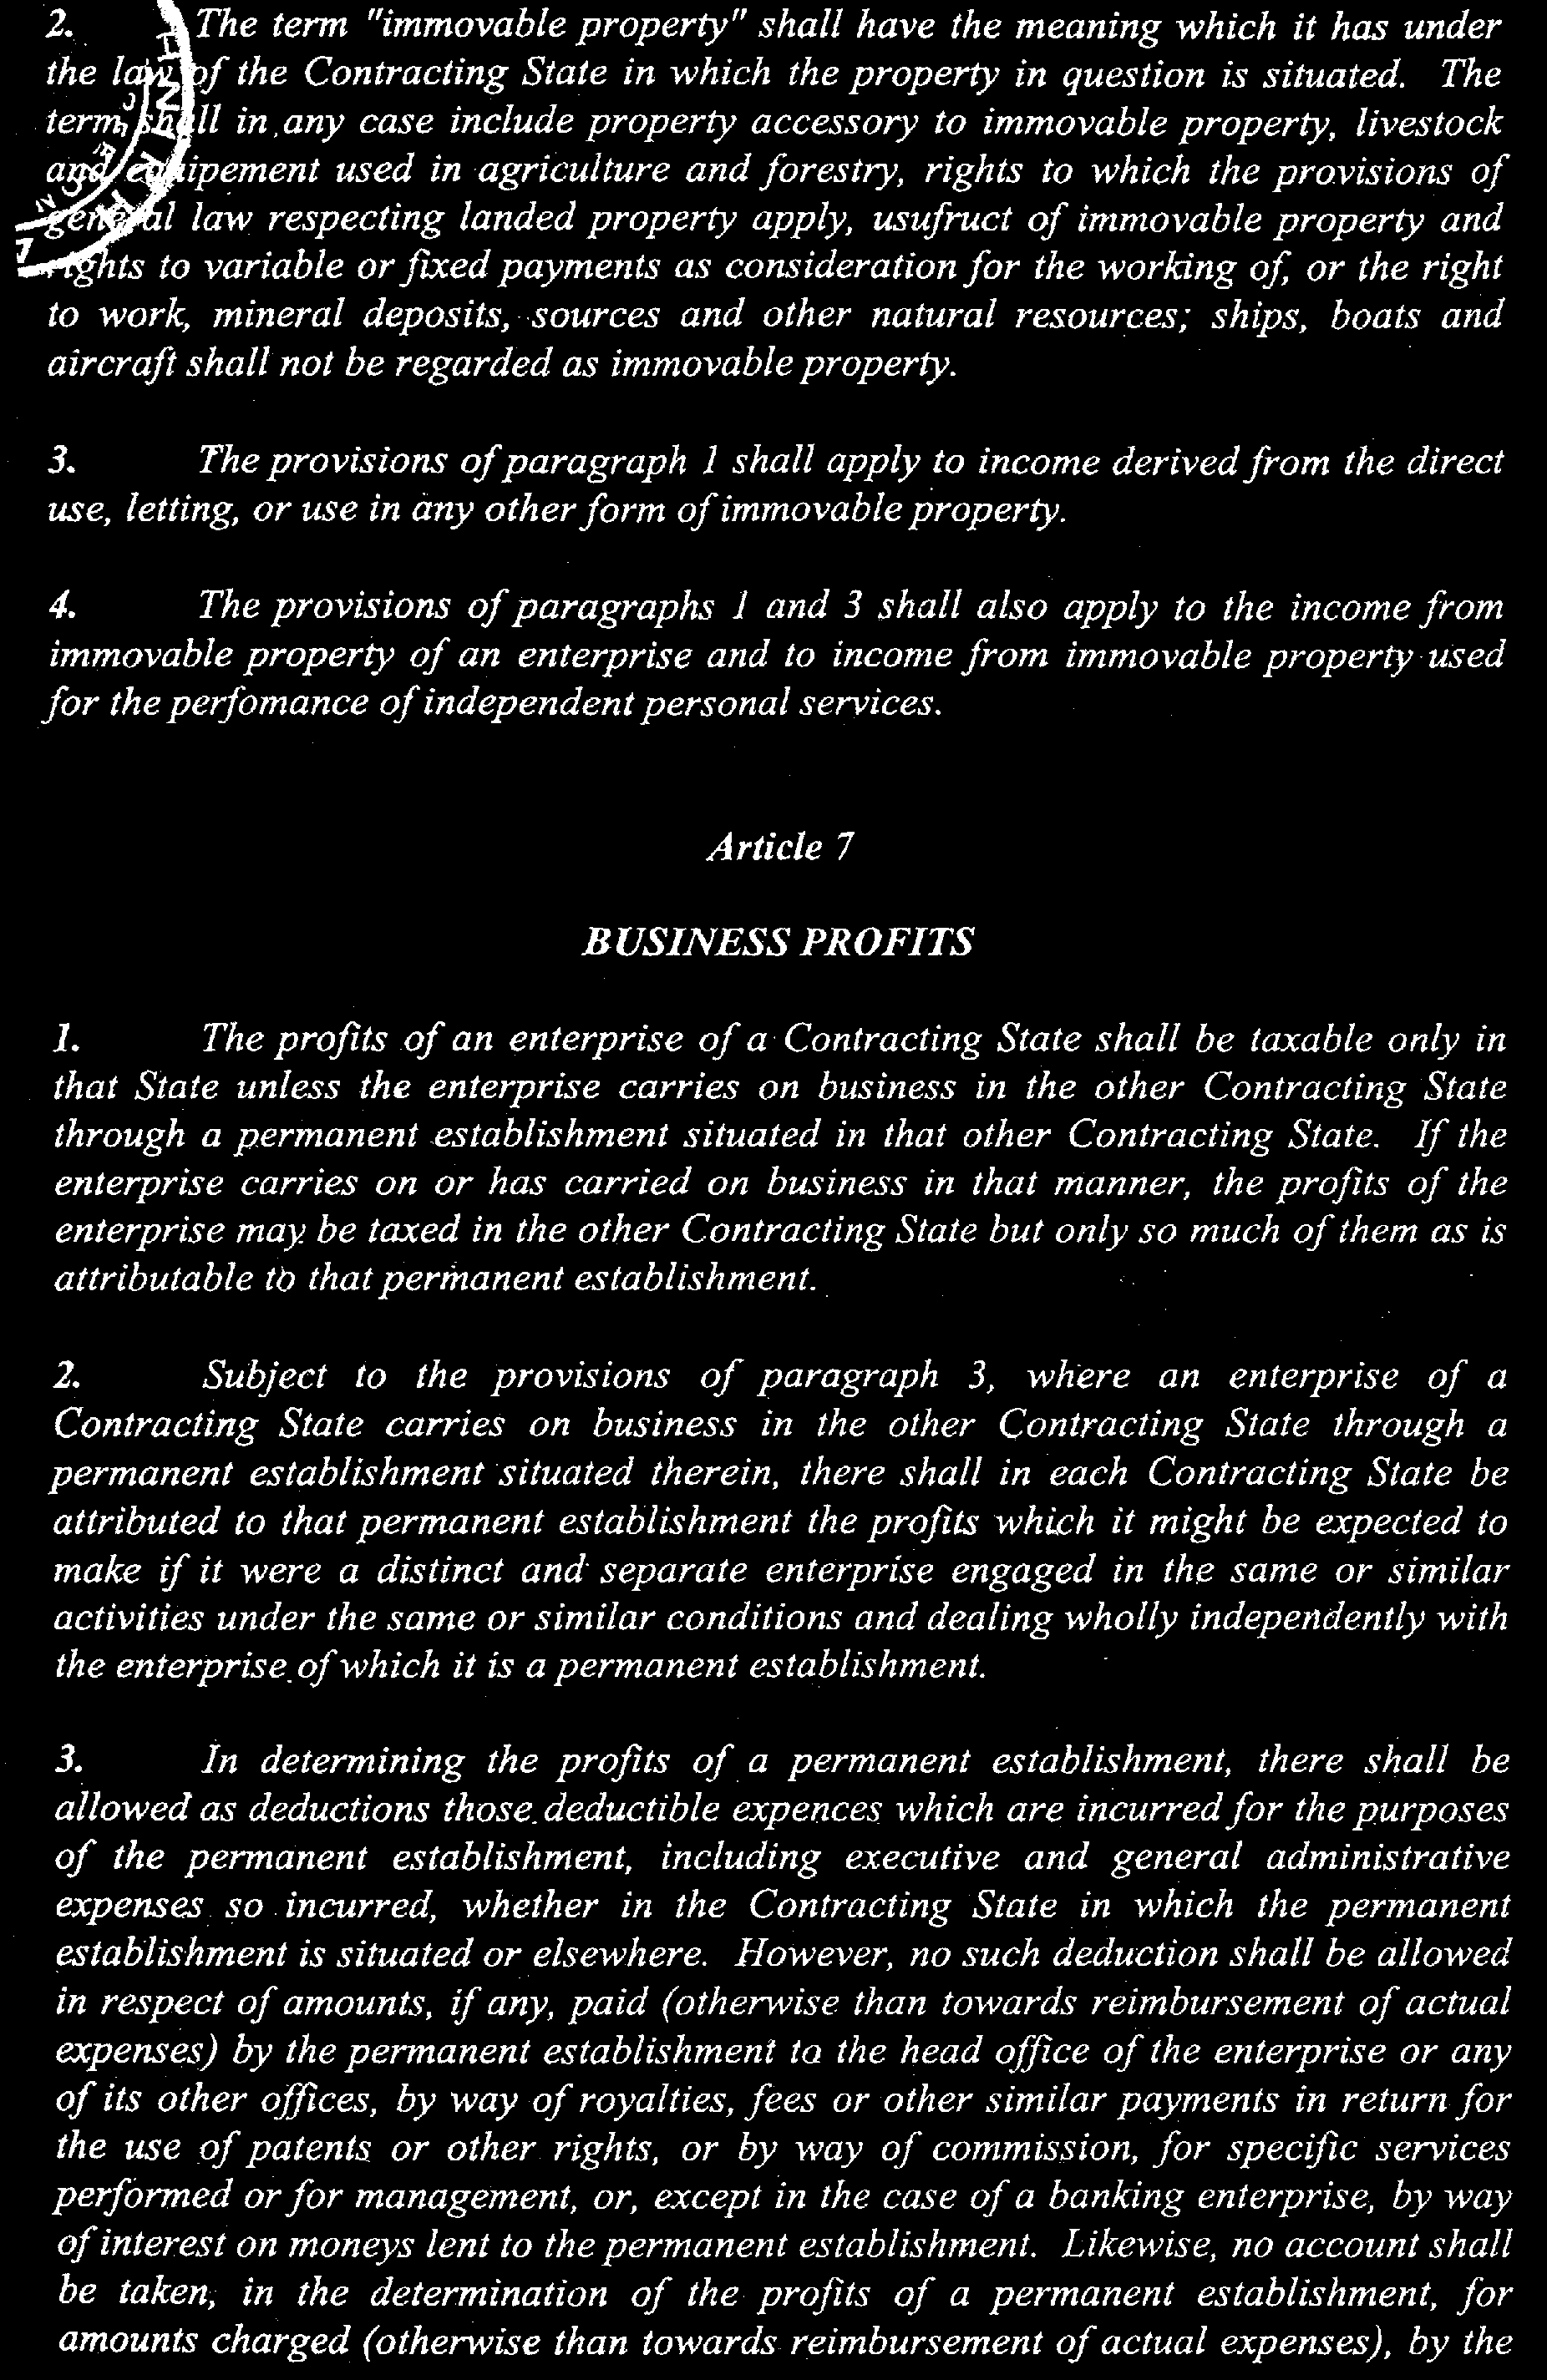 2. The term "immovable property" shall have the meaning which it has under
the law of the Contracting State in which the property in question is situated. The
term shall in any case include property accessory to immovable property, livestock
and equipement used in agriculture and forestry, rights to which the provisions of
general law respecting landed property apply, usufruct of immovable property and
rights to variable or fixed payments as consideration for the working of, or the right
to work, mineral deposits, sources and other natural resources; ships, boats and
aircraft shall not be regarded as immovable property.
3. The provisions of paragraph 1 shall apply to income derived from the direct
use, letting, or use in any other form of immovable property.
4. The provisions of paragraphs 1 and 3 shall also apply to the income from
immovable property of an enterprise and to income from immovable property used
for the perfomance of independent personal services.
Article 7
BUSINESS PROFITS
1. The profits of an enterprise of a Contracting State shall be taxable only in
that State unless the enterprise carries on business in the other Contracting State
through a permanent establishment situated in that other Contracting State. If the
enterprise carries on or has carried on business in that manner, the profits of the
enterprise may be taxed in the other Contracting State but only so much of them as is
attributable to that permanent establishment.
2. Subject to the provisions of paragraph 3, where an enterprise of a
Contracting State carries on business in the other Contracting State through a
permanent establishment situated therein, there shall in each Contracting State be
attributed to that permanent establishment the profits which it might be expected to
make if it were a distinct and separate enterprise engaged in the same or similar
activities under the same or similar conditions and dealing wholly independently with
the enterprise of which it is a permanent establishment.
3. In determining the profits of a permanent establishment, there shall be
allowed as deductions those deductible expences which are incurred for the purposes
of the permanent establishment, including executive and general administrative
expenses so incurred, whether in the Contracting State in which the permanent
establishment is situated or elsewhere. However, no such deduction shall be allowed
in respect of amounts, if any, paid (otherwise than towards reimbursement of actual
expenses) by the permanent establishment to the head office of the enterprise or any
of its other offices, by way of royalties, fees or other similar payments in return for
the use of patents or other rights, or by way of commission, for specific services
performed or for management, or, except in the case of a banking enterprise, by way
of interest on moneys lent to the permanent establishment. Likewise, no account shall
be taken, in the determination of the profits of a permanent establishment, for
amounts charged (otherwise than towards reimbursement of actual expenses), by the